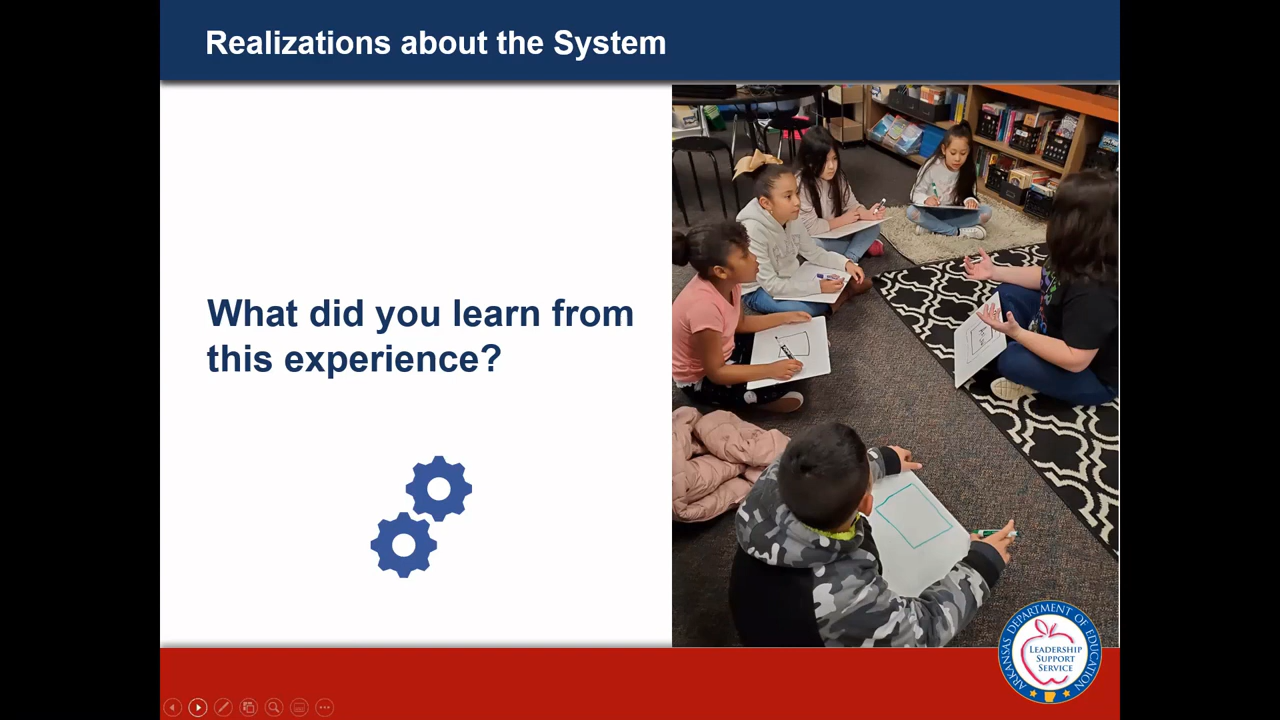 Realizations about the System
What did you learn from
this experience?
ARKANSAS DEPARTMENT OF EDUCATION
LEADERSHIP
SUPPORT
SERVICE